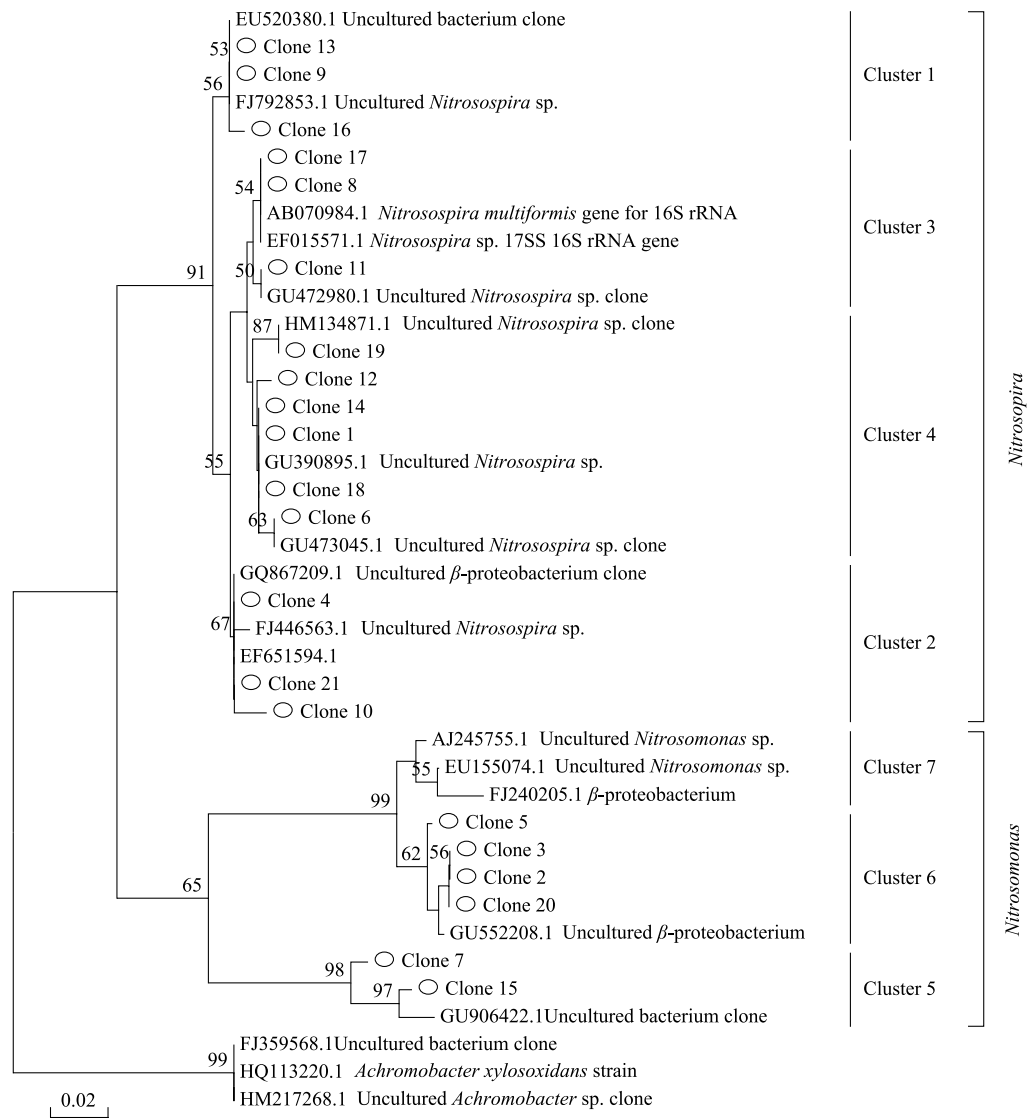 EU520380.1 Uncultured bacterium clone
53
Clone 13
Clone 9
56
Cluster 1
FJ792853.1 Uncultured Nitrosospira sp.
Clone 16
Clone 17
54
Clone 8
AB070984.1 Nitrosospira multiformis gene for 16S rRNA
Cluster 3
EF015571.1 Nitrosospira sp. 17SS 16S rRNA gene
50
Clone 11
91
GU472980.1 Uncultured Nitrosospira sp. clone
87
HM134871.1 Uncultured Nitrosospira sp. clone
Clone 19
Clone 12
Clone 14
Clone 1
Cluster 4
Nitrosopira
55
GU390895.1 Uncultured Nitrosospira sp.
Clone 18
63
Clone 6
GU473045.1 Uncultured Nitrosospira sp. clone
GQ867209.1 Uncultured β-proteobacterium clone
Clone 4
67
FJ446563.1 Uncultured Nitrosospira sp.
Cluster 2
EF651594.1
Clone 21
Clone 10
AJ245755.1 Uncultured Nitrosomonas sp.
55
EU155074.1 Uncultured Nitrosomonas sp.
Cluster 7
FJ240205.1 β-proteobacterium
99
Clone 5
62
56
Clone 3
Clone 2
Cluster 6
Nitrosomonas
65
Clone 20
GU552208.1 Uncultured β-proteobacterium
Clone 7
98
Clone 15
97
Cluster 5
GU906422.1Uncultured bacterium clone
FJ359568.1Uncultured bacterium clone
99
HQ113220.1 Achromobacter xylosoxidans strain
HM217268.1 Uncultured Achromobacter sp. clone
0.02